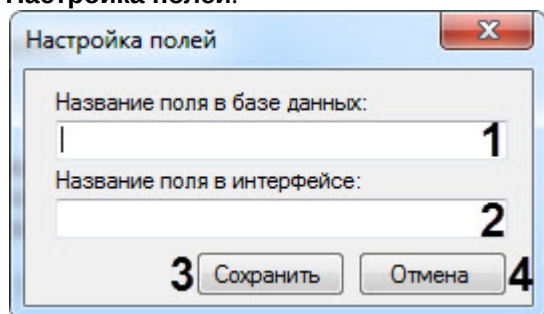 Настройка полей.
Настройка полей
Название поля в базе данных:
1
Название поля в интерфейсе:
2
3 Сохранить Отмена 4